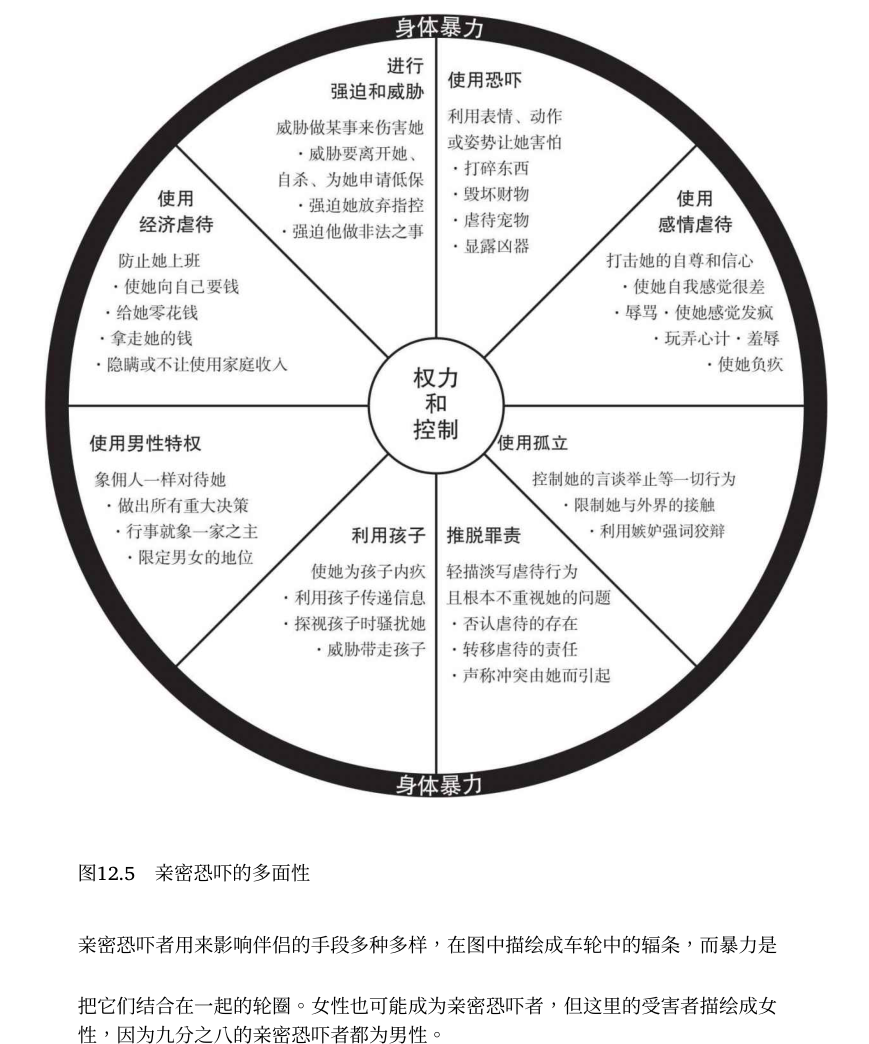 身体暴力
进行
强迫和威胁
威胁做某事来伤害她
·威胁要离开她、
自杀、为她申请低保
·强迫她放弃指控
·强迫他做非法之事
使用恐吓
利用表情、动作
或姿势让她害怕
·打碎东西
·毁坏财物
·虐待宠物
·显露凶器
使用
经济虐待
防止她上班
·使她向自己要钱
·给她零花钱
·拿走她的钱
·隐瞒或不让使用家庭收入
使用
感情虐待
打击她的自尊和信心
·使她自我感觉很差
·辱骂·使她感觉发疯
·玩弄心计·羞辱
·使她负疚
权力
和
控制
使用男性特权
象佣人一样对待她
·做出所有重大决策
·行事就象一家之主
·限定男女的地位
使用孤立
控制她的言谈举止等一切行为
·限制她与外界的接触
·利用嫉妒强词狡辩
利用孩子
使她为孩子内疚
·利用孩子传递信息
·探视孩子时骚扰她
·威胁带走孩子
推脱罪责
轻描淡写虐待行为
且根本不重视她的问题
·否认虐待的存在
·转移虐待的责任
·声称冲突由她而引起
身体暴力
图12.5 亲密恐吓的多面性
亲密恐吓者用来影响伴侣的手段多种多样，在图中描绘成车轮中的辐条，而暴力是
把它们结合在一起的轮圈。女性也可能成为亲密恐吓者，但这里的受害者描绘成女
性，因为九分之八的亲密恐吓者都为男性。